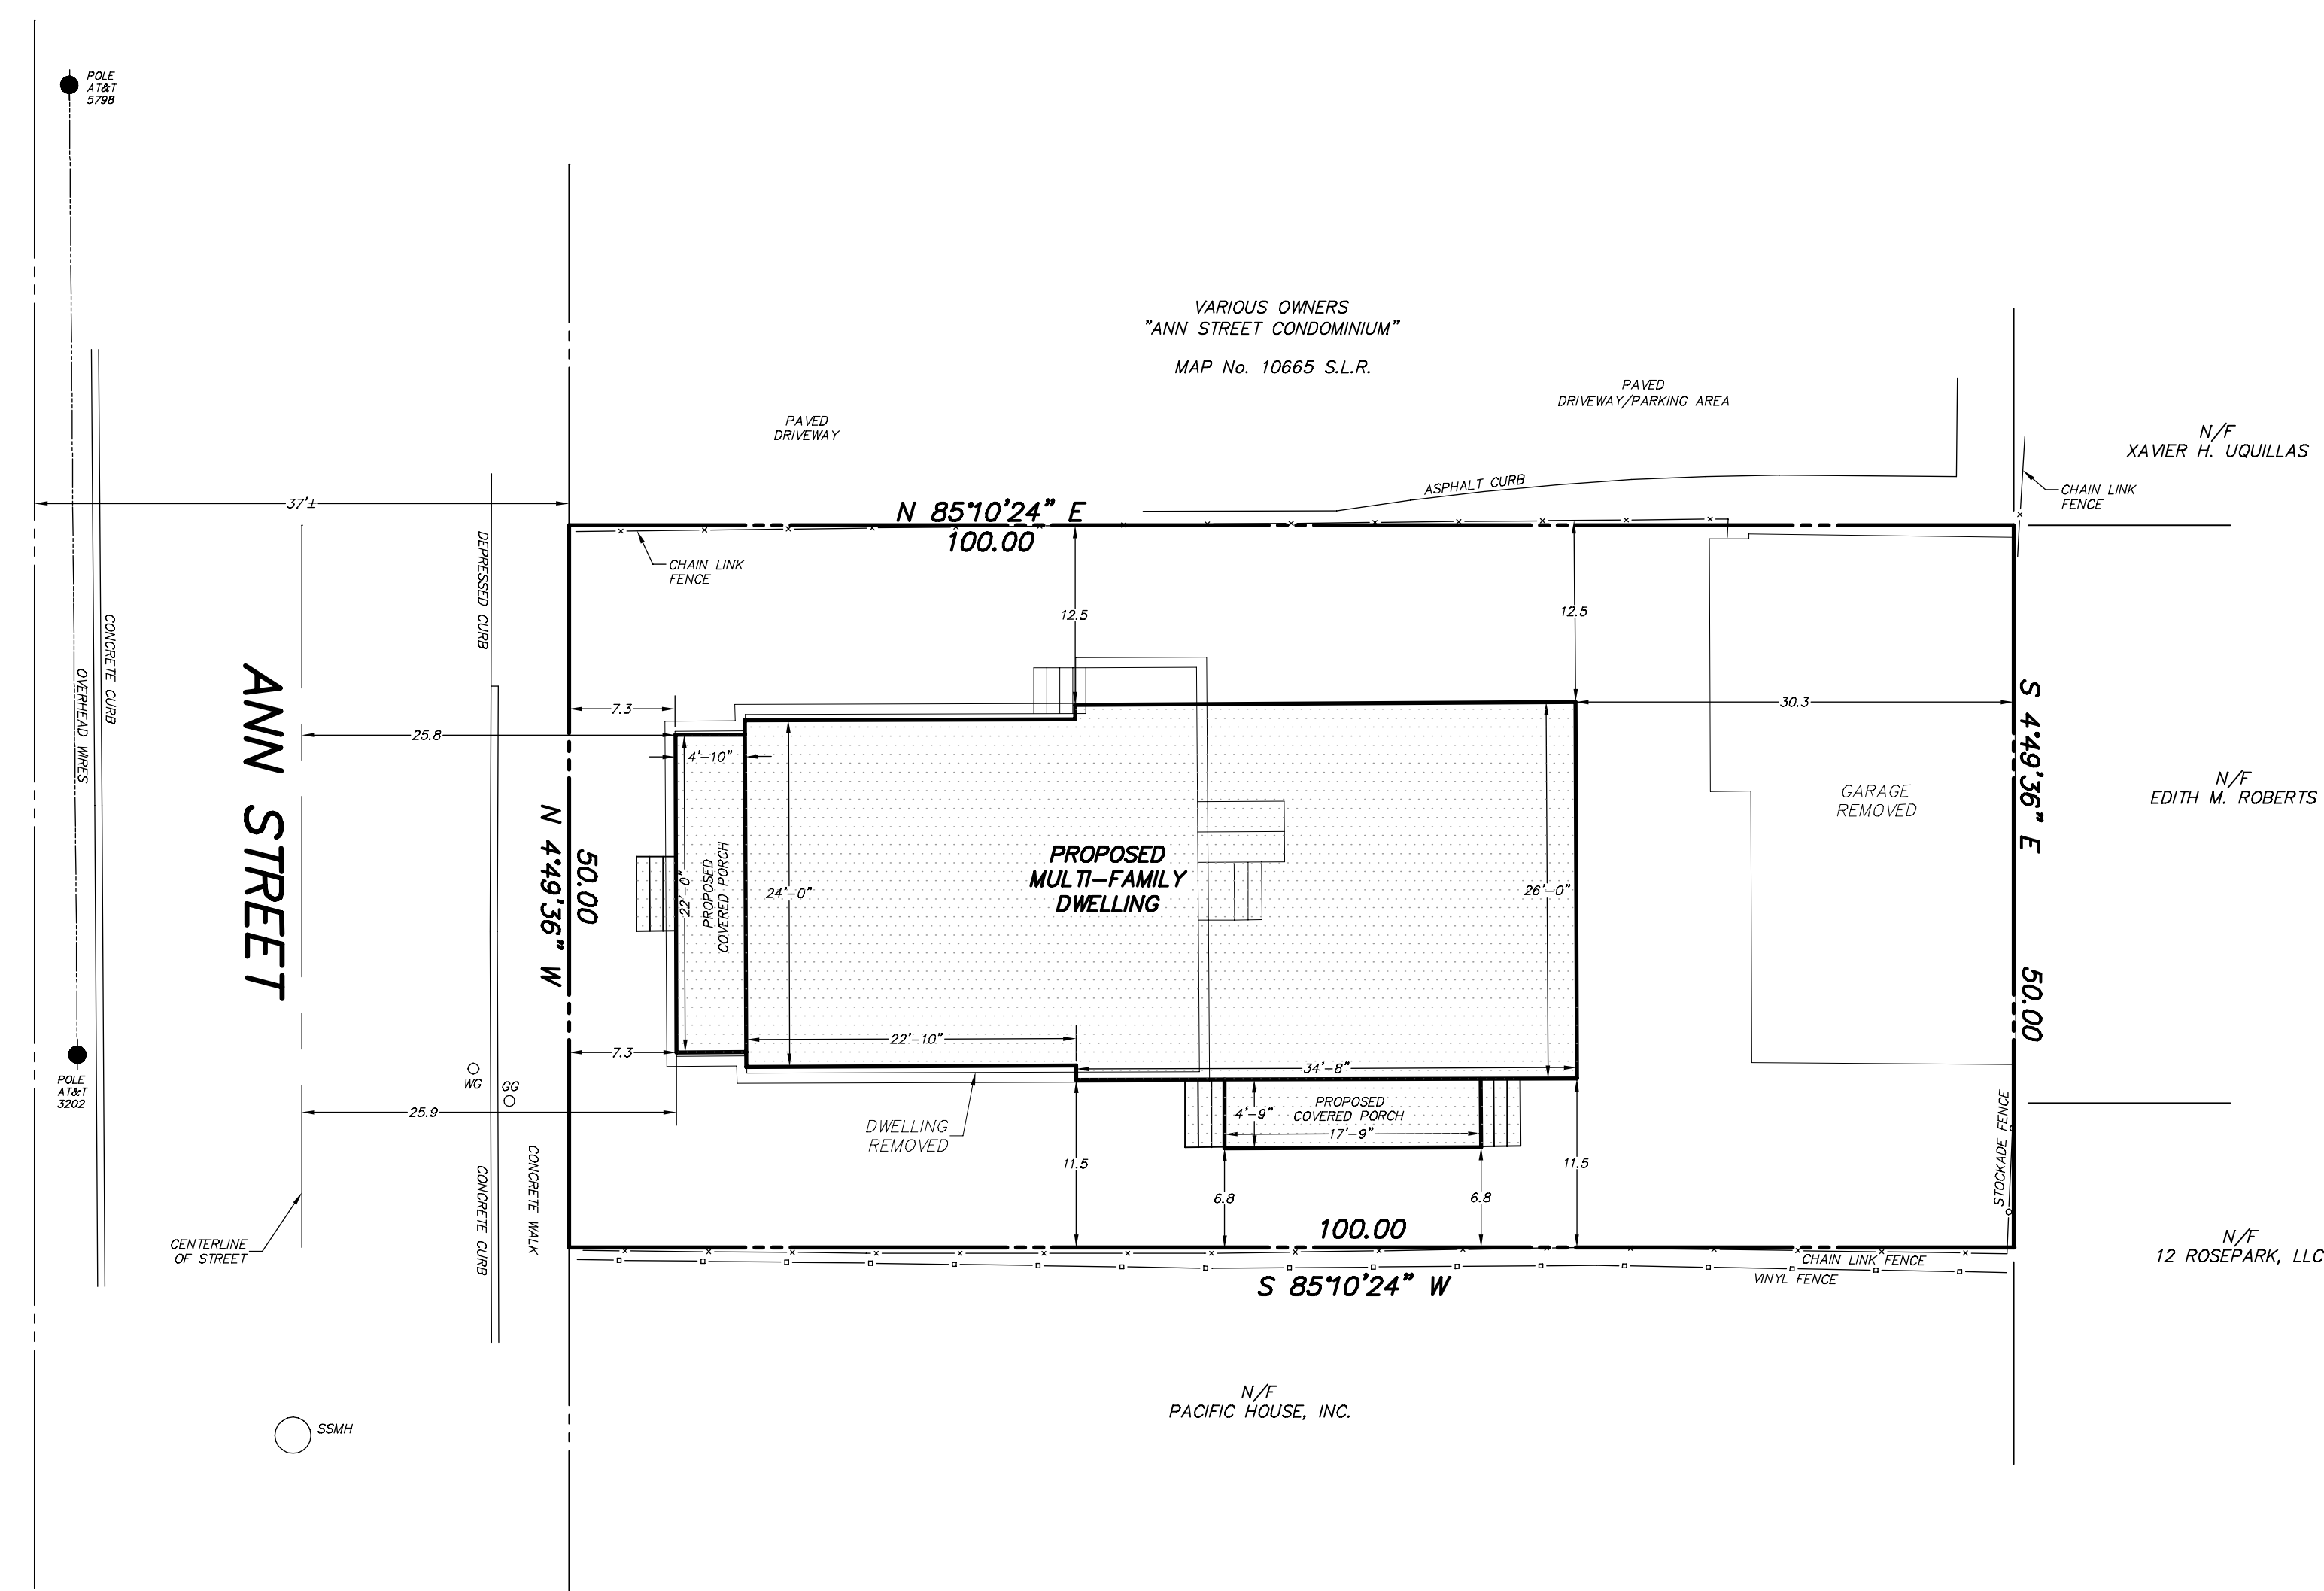 POLE
AT&T
5798
VARIOUS OWNERS
"ANN STREET CONDOMINIUM"
MAP No. 10665 S.L.R.
PAVED
DRIVEWAY/PARKING AREA
PAVED
DRIVEWAY
N/F
XAVIER H. UQUILLAS
ASPHALT CURB
CHAIN LINK
FENCE
37'±
N 85°10'24" E
100.00
DEPRESSED CURB
CHAIN LINK
FENCE
CONCRETE CURB
OVERHEAD WIRES
12.5
12.5
ANN STREET
7.3
30.3
25.8
4'-10"
S 4°49'36" E
50.00
N/F
EDITH M. ROBERTS
GARAGE
REMOVED
N 4°49'36" W
50.00
22'-0"
PROPOSED
COVERED PORCH
24'-0"
PROPOSED
MULTI-FAMILY
DWELLING
26'-0"
22'-10"
7.3
34'-8"
WG
GG
POLE
AT&T
3202
25.9
DWELLING
REMOVED
4'-9"
PROPOSED
COVERED PORCH
17'-9"
11.5
11.5
6.8
6.8
STOCKADE FENCE
CONCRETE CURB
CONCRETE WALK
CENTERLINE
OF STREET
100.00
S 85°10'24" W
CHAIN LINK FENCE
VINYL FENCE
N/F
12 ROSEPARK, LLC
N/F
PACIFIC HOUSE, INC.
SSMH